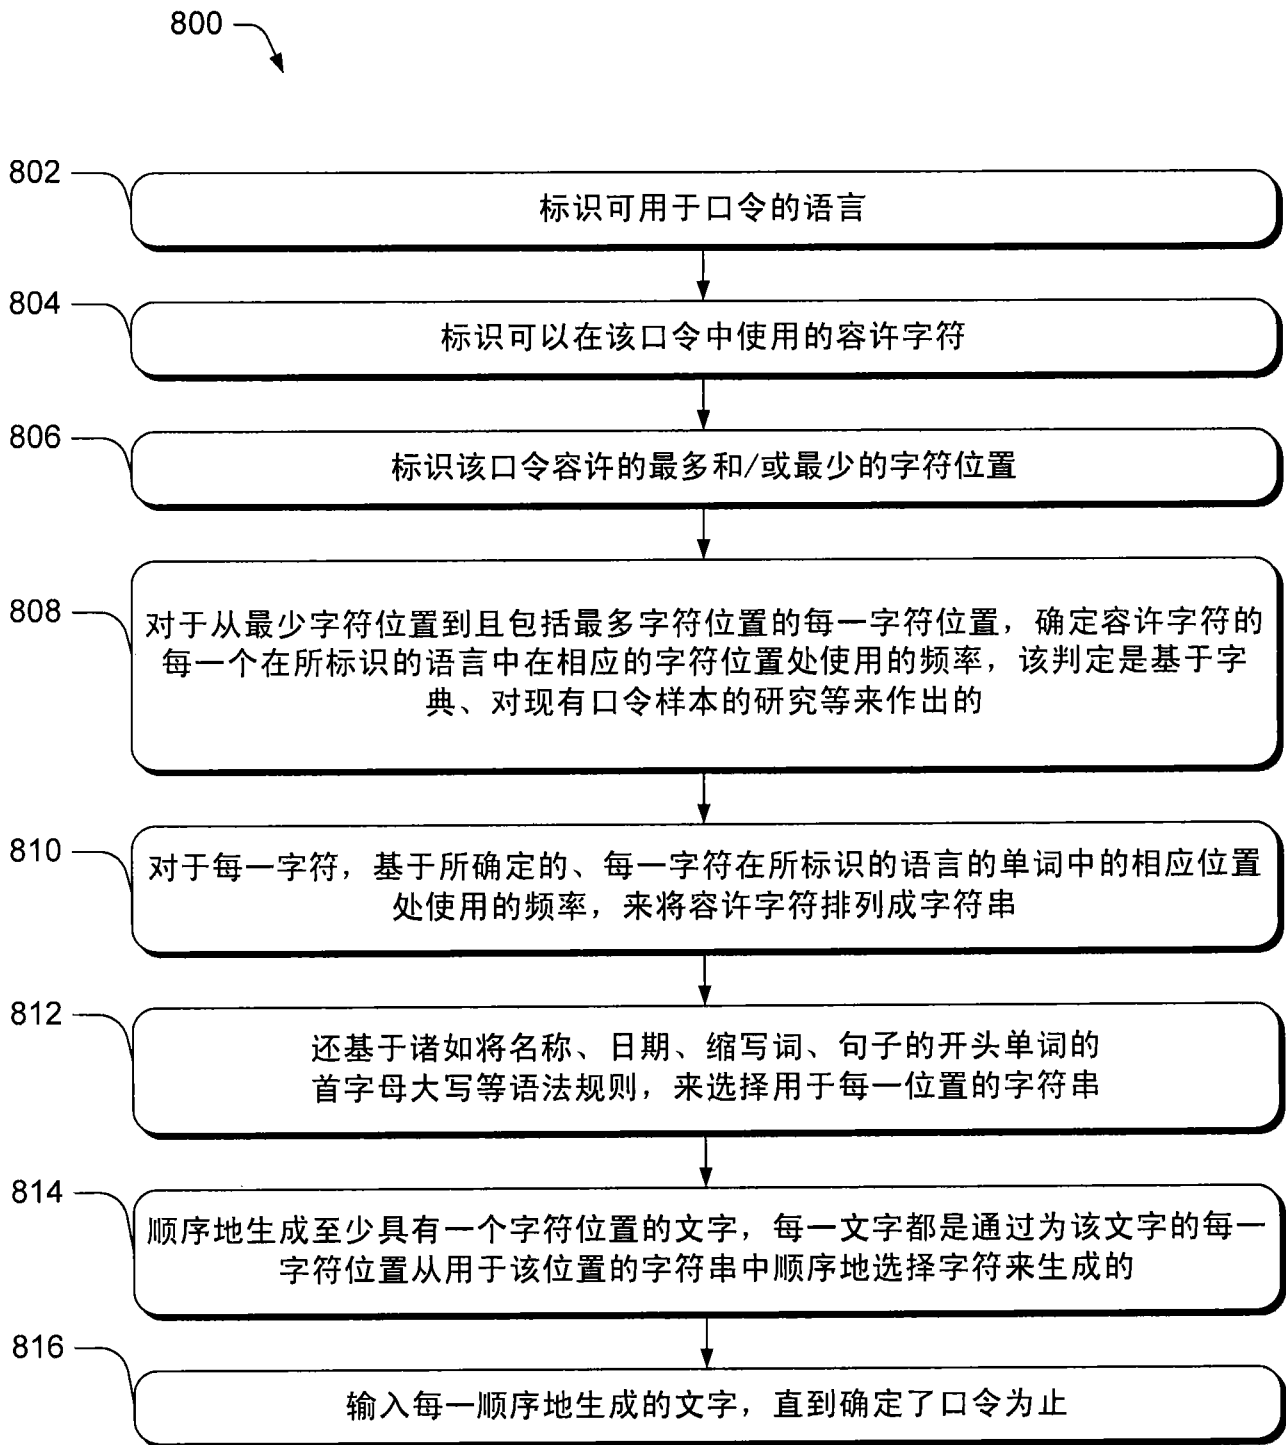 800
802
标识可用于口令的语言
804
标识可以在该口令中使用的容许字符
806
标识该口令容许的最多和/或最少的字符位置
808
对于从最少字符位置到且包括最多字符位置的每一字符位置，确定容许字符的
每一个在所标识的语言中在相应的字符位置处使用的频率，该判定是基于字
典、对现有口令样本的研究等来作出的
810
对于每一字符，基于所确定的、每一字符在所标识的语言的单词中的相应位置
处使用的频率，来将容许字符排列成字符串
812
还基于诸如将名称、日期、缩写词、句子的开头单词的
首字母大写等语法规则，来选择用于每一位置的字符串
814
顺序地生成至少具有一个字符位置的文字，每一文字都是通过为该文字的每一
字符位置从用于该位置的字符串中顺序地选择字符来生成的
816
输入每一顺序地生成的文字，直到确定了口令为止